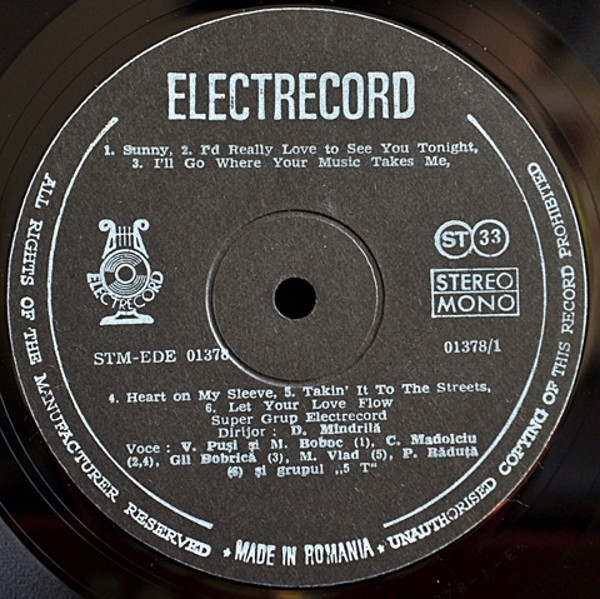 ELECTRECORD
1. Sunny, 2. I'd Really Love to See You Tonight,
3. I'll Go Where Your Music Takes Me,
ST 33
ELECTRECORD
STEREO
MONO
STM-EDE 01378
01378/1
4. Heart on My Sleeve, 5. Takin' It To The Streets,
6. Let Your Love Flow
Super Grup Electrecord
Dirijor : D. Mindrilă
Voce : V. Puși și M. Boboc (1), C. Madolciu
(2,4), Gil Bobrică (3), M. Vlad (5), P. Răduță
(6) și grupul „5 T"
ALL RIGHTS OF THE MANUFACTURER RESERVED ★ MADE IN ROMANIA ★ UNAUTHORISED COPYING OF THIS RECORD PROHIBITED